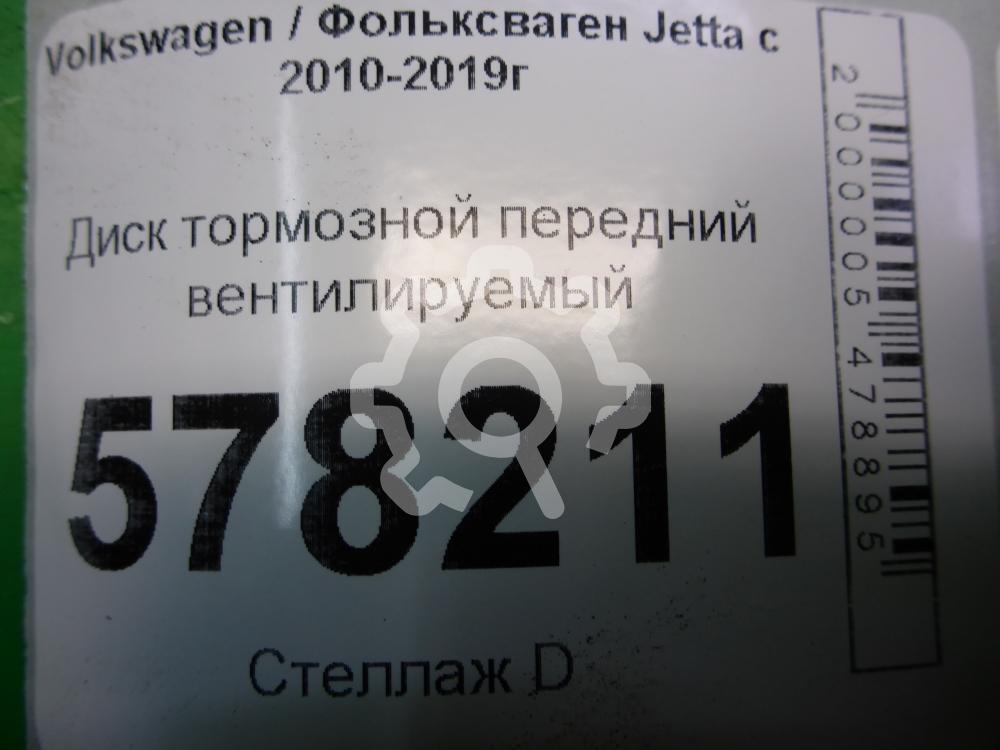 Volkswagen / Фольксваген Jetta с
2010-2019г
Диск тормозной передний
вентилируемый
578211
Стеллаж D
2000005478895